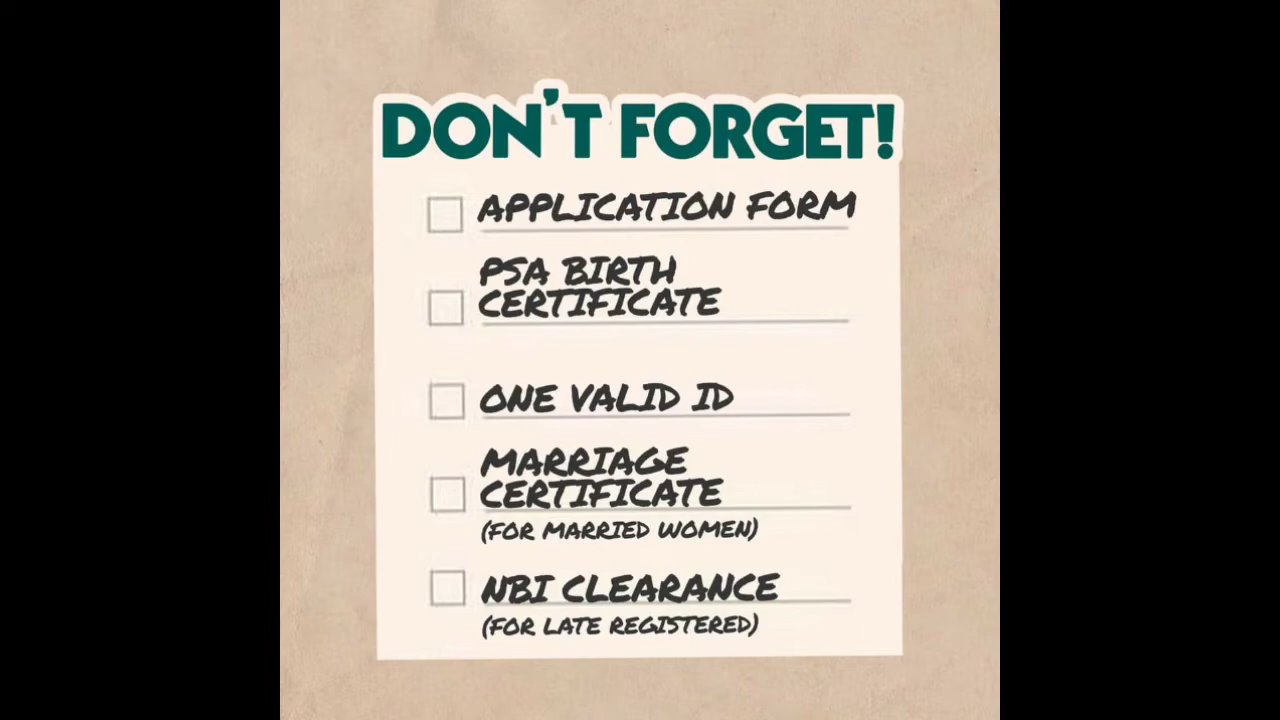 DON'T FORGET!
APPLICATION FORM
PSA BIRTH
CERTIFICATE
ONE VALID ID
MARRIAGE
CERTIFICATE
(FOR MARRIED WOMEN)
NBI CLEARANCE
(FOR LATE REGISTERED)